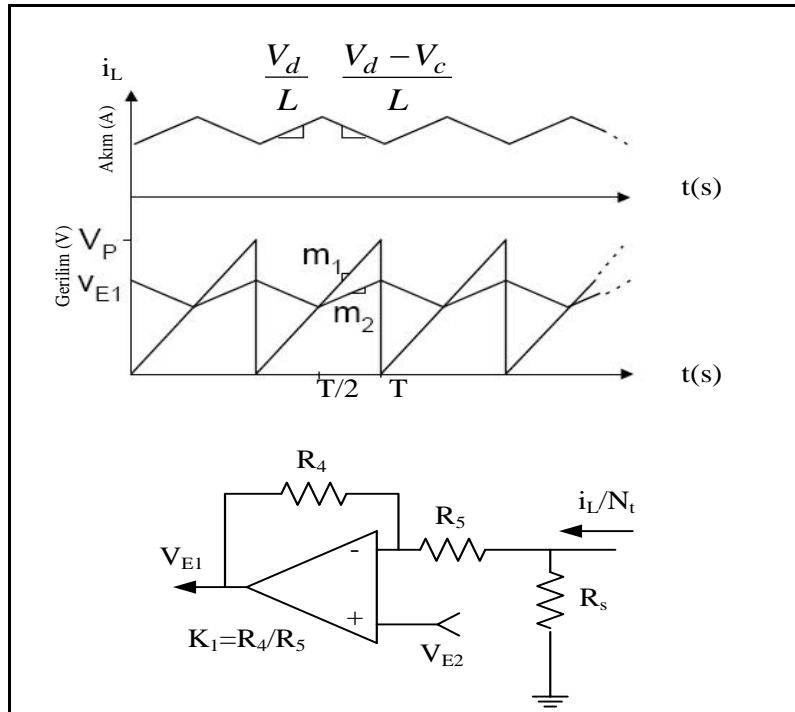 V_d/L (V_d − V_c)/L
i_L
Akım (A)
t(s)
V_P
v_E1
Gerilim (V)
m_1
m_2
T/2 T
t(s)
R_4
i_L/N_t
R_5
V_E1
-
R_s
+
K_1=R_4/R_5
V_E2